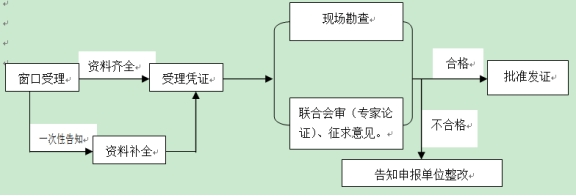 现场勘查
资料齐全
合格
窗口受理
受理凭证
批准发证
联合会审（专家论
证）、征求意见。
一次性告知
不合格
资料补全
告知申报单位整改